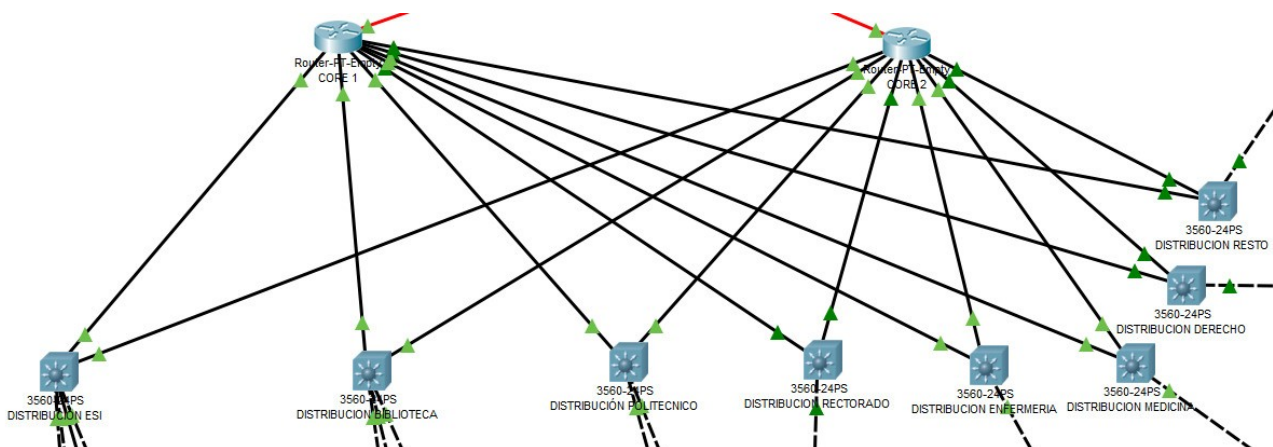 Router-PT-Empty
CORE 1
Router-PT-Empty
CORE 2
3560-24PS
DISTRIBUCION RESTO
3560-24PS
DISTRIBUCION DERECHO
3560-24PS
DISTRIBUCION ESI
3560-24PS
DISTRIBUCION BIBLIOTECA
3560-24PS
DISTRIBUCIÓN POLITECNICO
3560-24PS
DISTRIBUCION RECTORADO
3560-24PS
DISTRIBUCION ENFERMERIA
3560-24PS
DISTRIBUCION MEDICINA